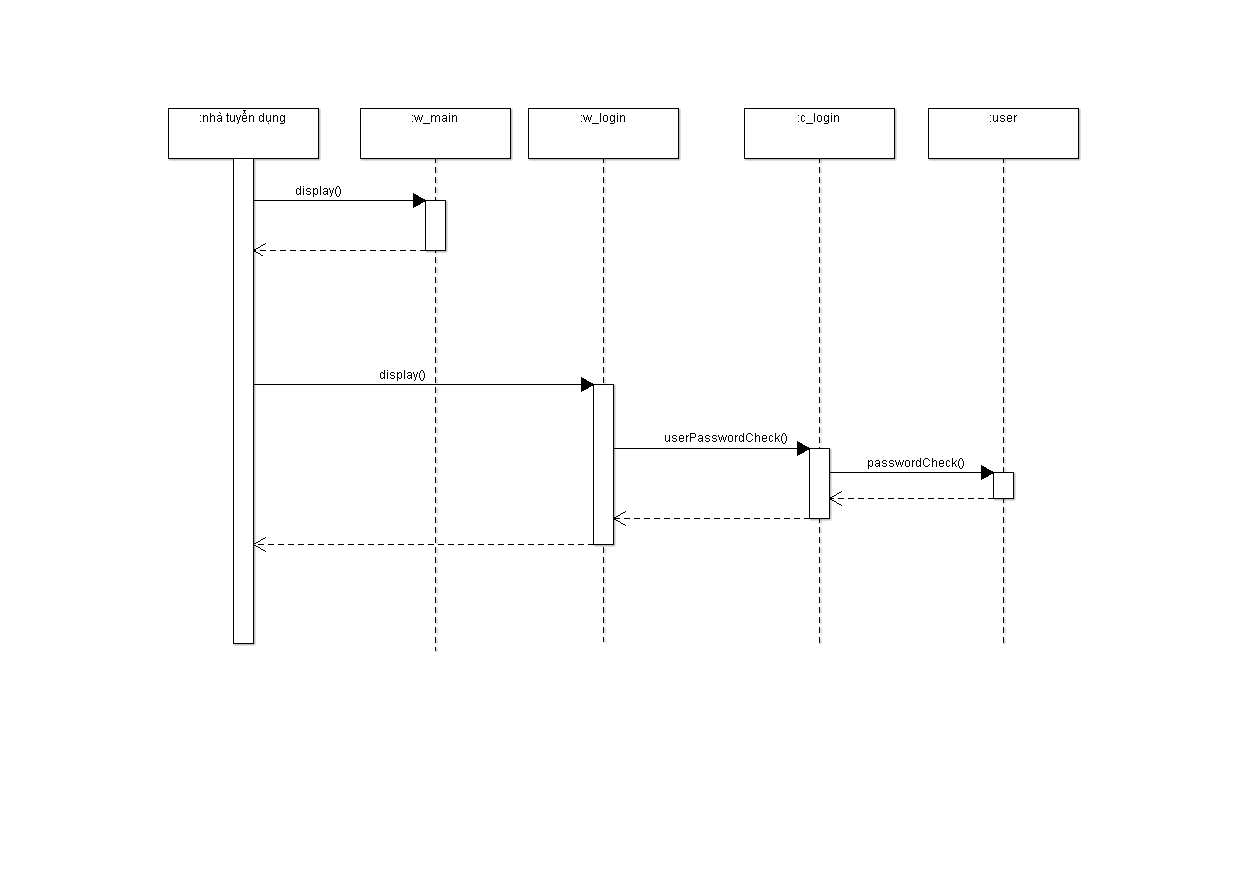 :nhà tuyển dụng
:w_main
:w_login
:c_login
:user
display()
display()
userPasswordCheck()
passwordCheck()